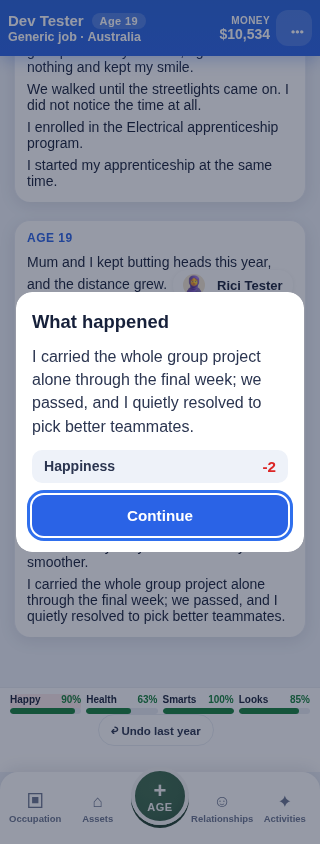 Dev Tester Age 19
Generic job · Australia
MONEY
$10,534
nothing and kept my smile.
We walked until the streetlights came on. I
did not notice the time at all.
I enrolled in the Electrical apprenticeship
program.
I started my apprenticeship at the same
time.
AGE 19
Mum and I kept butting heads this year,
and the distance grew.
Rici Tester
What happened
I carried the whole group project
alone through the final week; we
passed, and I quietly resolved to
pick better teammates.
Happiness -2
Continue
smoother.
I carried the whole group project alone
through the final week; we passed, and I
quietly resolved to pick better teammates.
Happy 90% Health 63% Smarts 100% Looks 85%
Undo last year
Occupation
Assets
+
AGE
Relationships
Activities